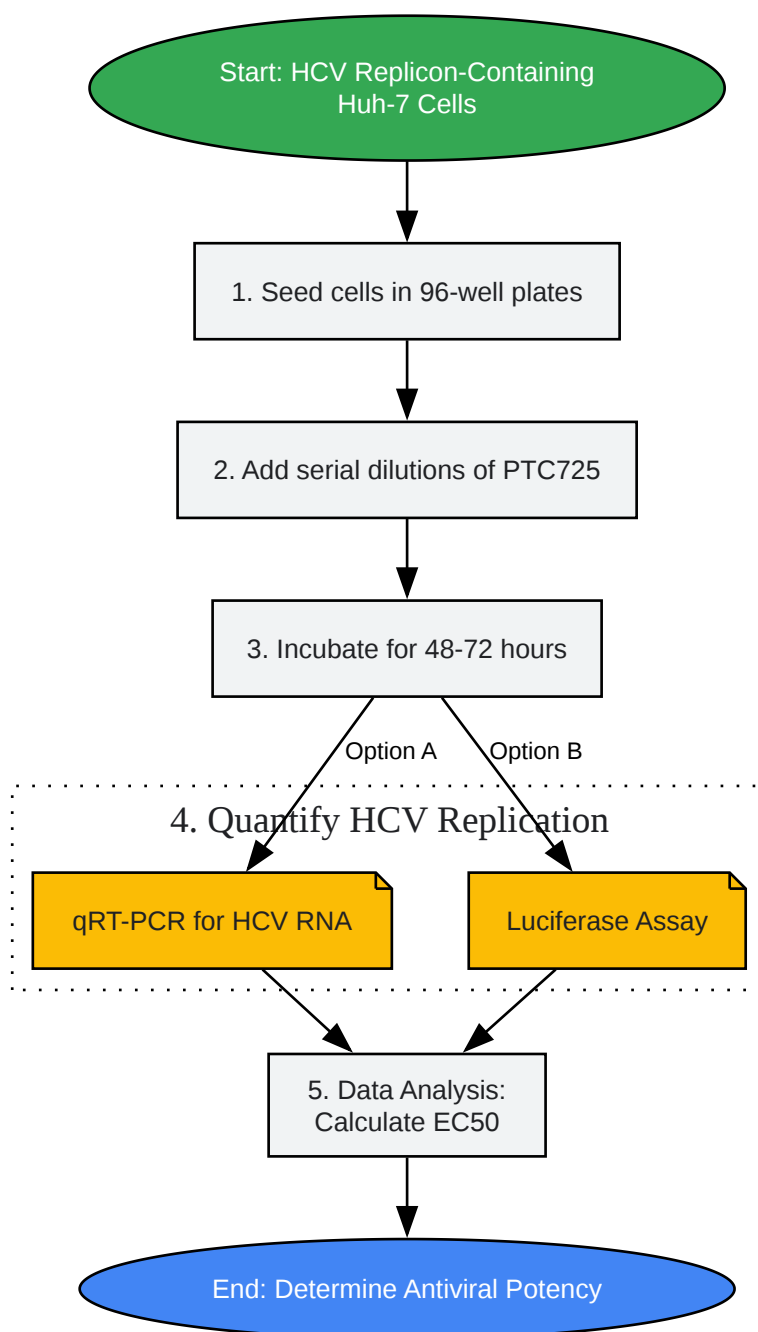 Start: HCV Replicon-Containing
Huh-7 Cells
1. Seed cells in 96-well plates
2. Add serial dilutions of PTC725
3. Incubate for 48-72 hours
Option A
Option B
4. Quantify HCV Replication
qRT-PCR for HCV RNA
Luciferase Assay
5. Data Analysis:
Calculate EC50
End: Determine Antiviral Potency